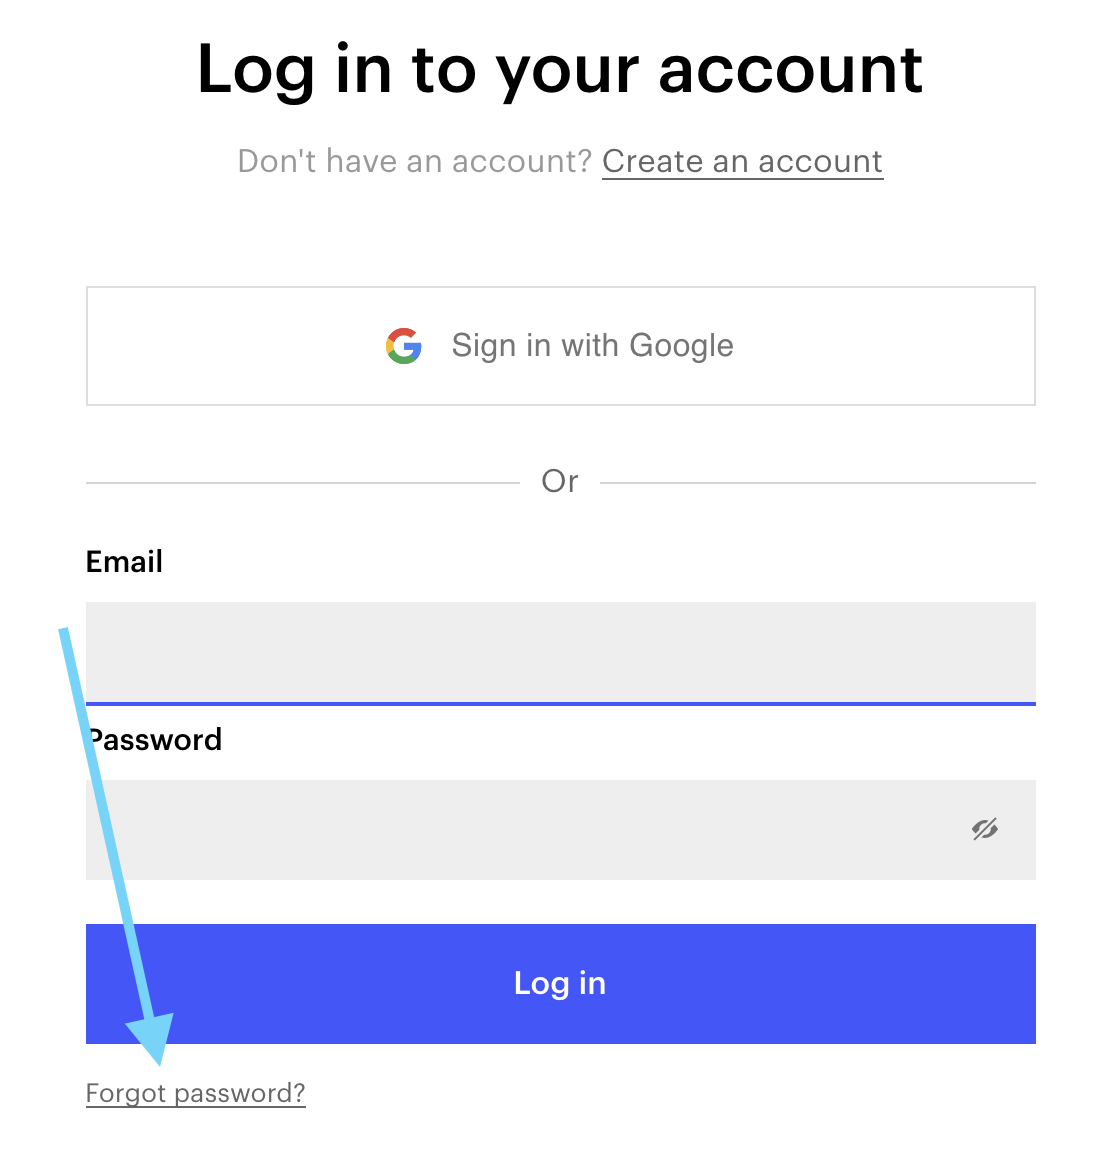 Log in to your account
Don't have an account? Create an account
Sign in with Google
Or
Email
Password
Log in
Forgot password?